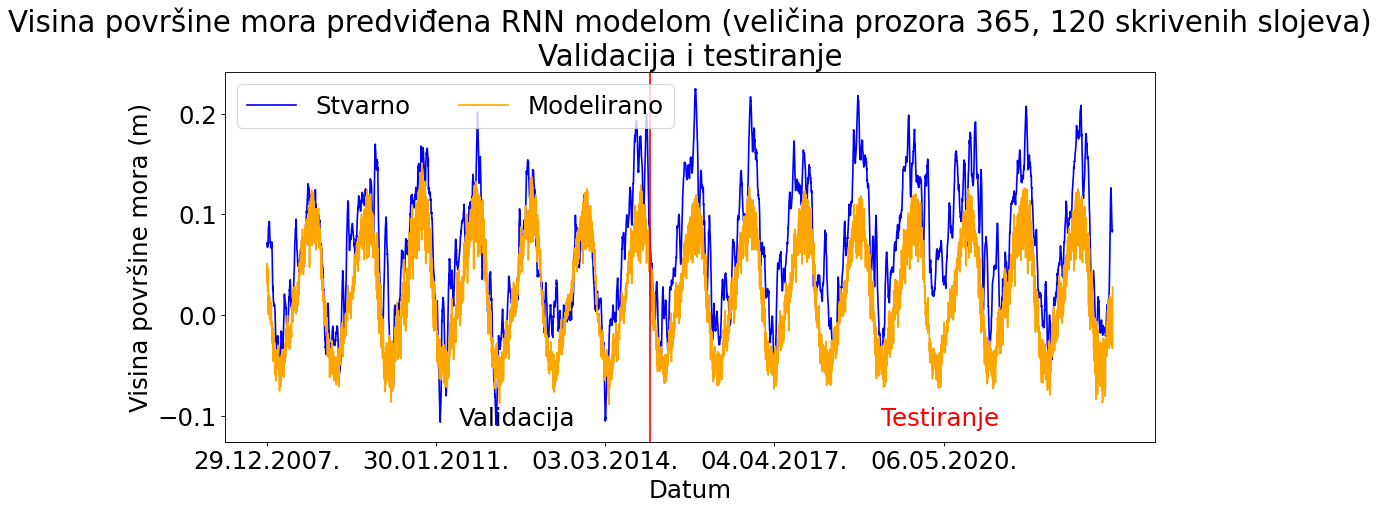 Visina površine mora predviđena RNN modelom (veličina prozora 365, 120 skrivenih slojeva)
Validacija i testiranje
Stvarno
Modelirano
Visina površine mora (m)
0.2
0.1
0.0
−0.1
Validacija
Testiranje
29.12.2007.
30.01.2011.
03.03.2014.
04.04.2017.
06.05.2020.
Datum